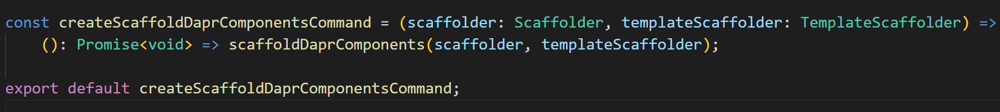 const createScaffoldDaprComponentsCommand = (scaffolder: Scaffolder, templateScaffolder: TemplateScaffolder) =>
    (): Promise<void> => scaffoldDaprComponents(scaffolder, templateScaffolder);

export default createScaffoldDaprComponentsCommand;